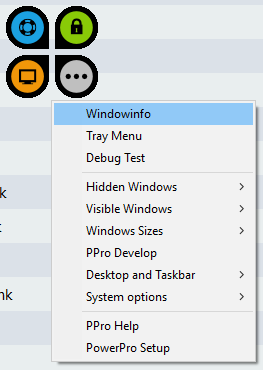 Windowinfo
Tray Menu
Debug Test
Hidden Windows
Visible Windows
Windows Sizes
PPro Develop
Desktop and Taskbar
System options
PPro Help
PowerPro Setup